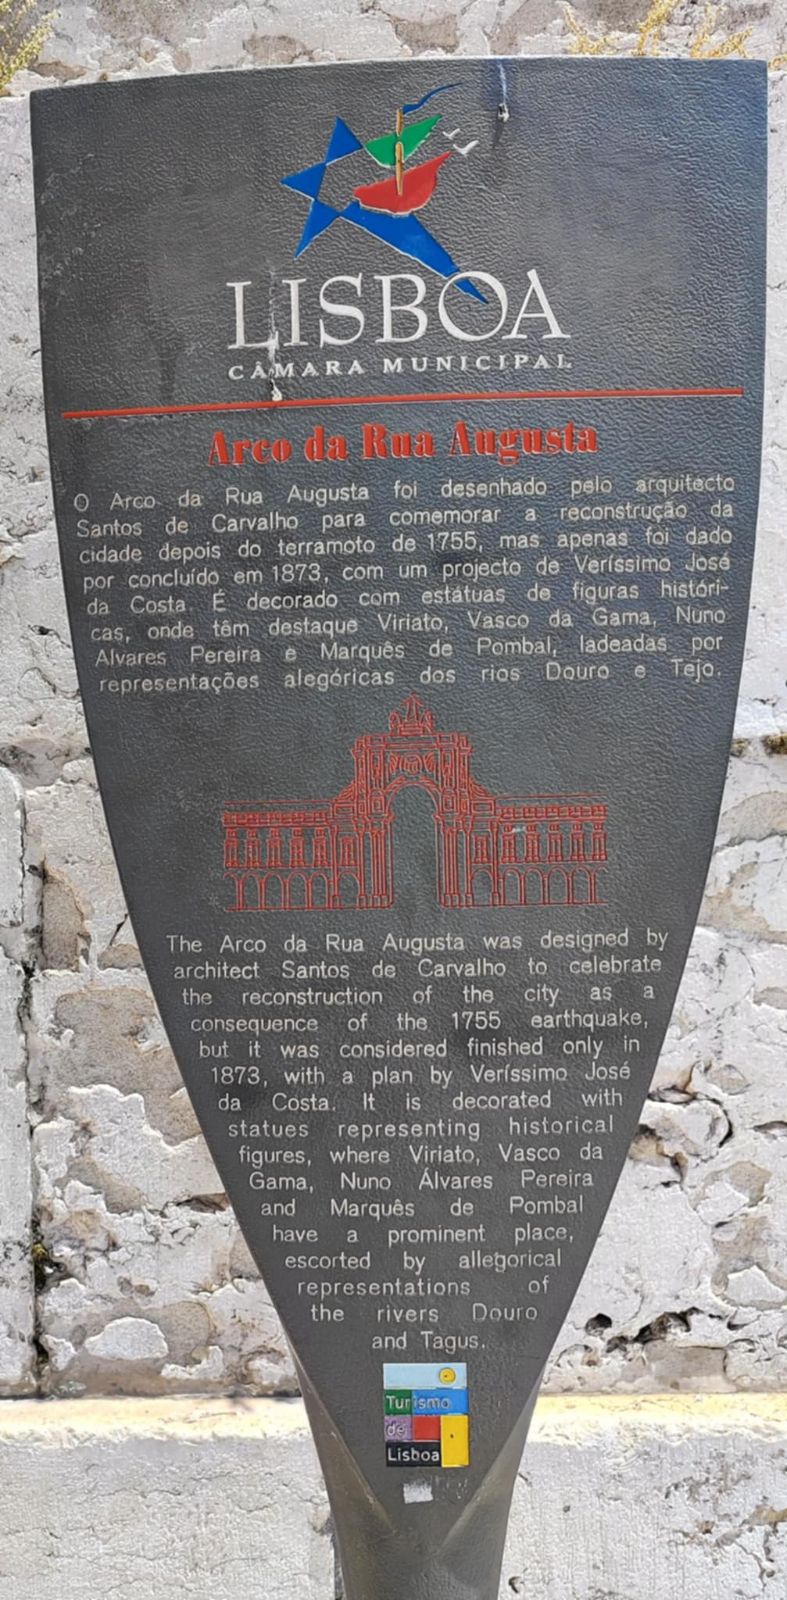 LISBOA
CÂMARA MUNICIPAL
Arco da Rua Augusta
O Arco da Rua Augusta foi desenhado pelo arquitecto
Santos de Carvalho para comemorar a reconstrução da
cidade depois do terramoto de 1755, mas apenas foi dado
por concluído em 1873, com um projecto de Veríssimo José
da Costa. É decorado com estátuas de figuras históri-
cas, onde têm destaque Viriato, Vasco da Gama, Nuno
Alvares Pereira e Marquês de Pombal, ladeadas por
representações alegóricas dos rios Douro e Tejo.
The Arco da Rua Augusta was designed by
architect Santos de Carvalho to celebrate
the reconstruction of the city as a
consequence of the 1755 earthquake,
but it was considered finished only in
1873, with a plan by Veríssimo José
da Costa. It is decorated with
statues representing historical
figures, where Viriato, Vasco da
Gama, Nuno Álvares Pereira
and Marquês de Pombal
have a prominent place,
escorted by allegorical
representations of
the rivers Douro
and Tagus.
Turismo
de
Lisboa